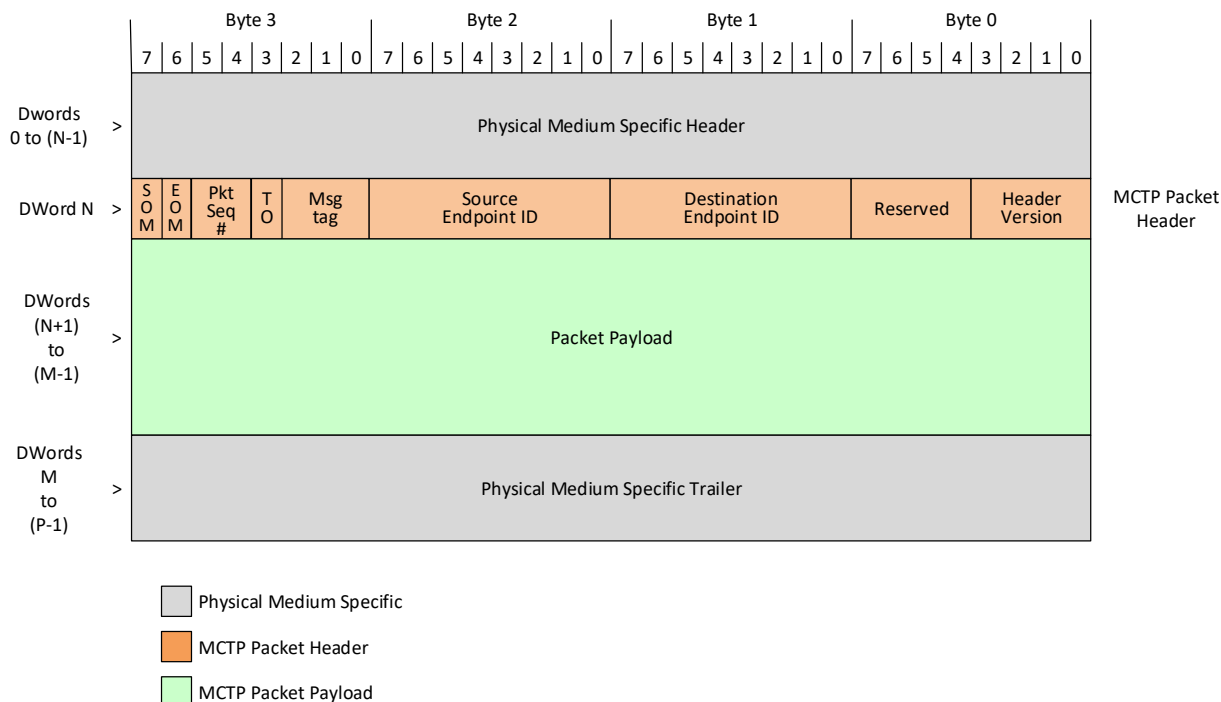 Byte 3 Byte 2 Byte 1 Byte 0
7 6 5 4 3 2 1 0 7 6 5 4 3 2 1 0 7 6 5 4 3 2 1 0 7 6 5 4 3 2 1 0
Dwords
0 to (N-1)
>
Physical Medium Specific Header
DWord N >
SOM
EOM
Pkt
Seq
#
TO
Msg
tag
Source
Endpoint ID
Destination
Endpoint ID
Reserved
Header
Version
MCTP Packet
Header
DWords
(N+1)
to
(M-1)
>
Packet Payload
DWords
M
to
(P-1)
>
Physical Medium Specific Trailer
Physical Medium Specific
MCTP Packet Header
MCTP Packet Payload